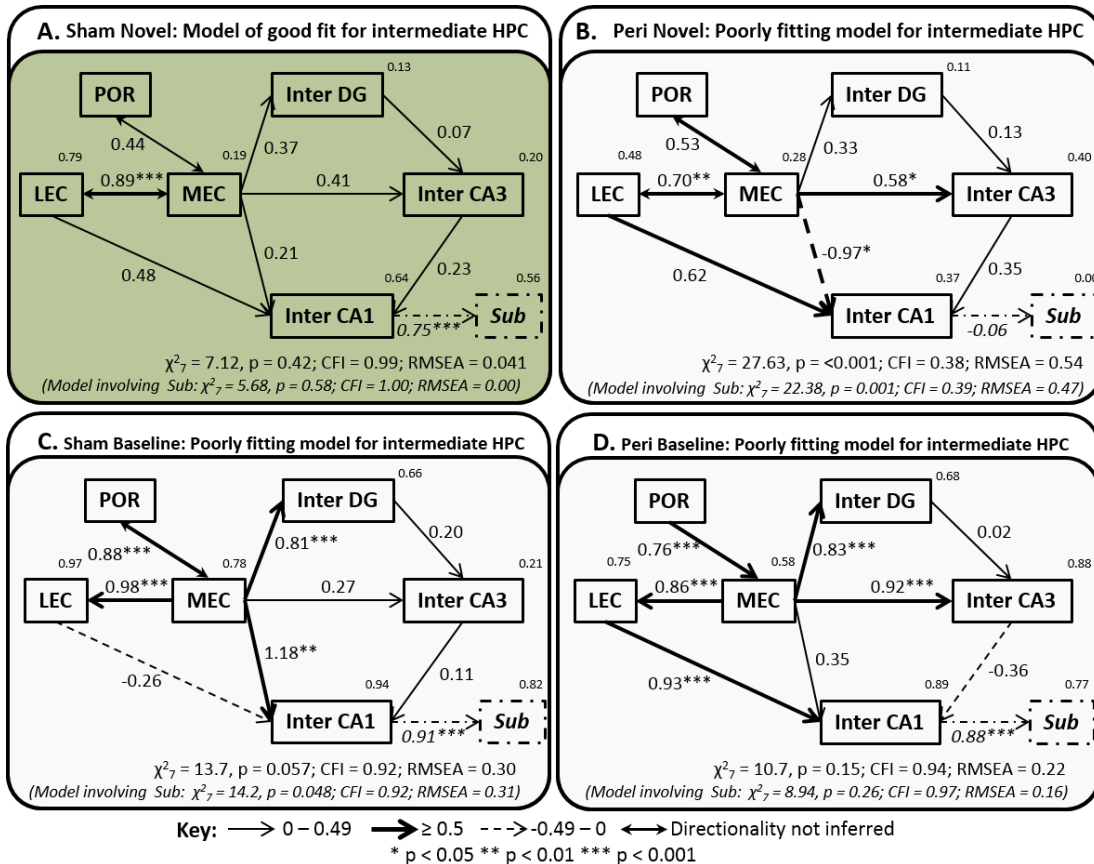 A. Sham Novel: Model of good fit for intermediate HPC
0.13
POR
Inter DG
0.44
0.37
0.07
0.79
0.19
0.20
LEC
0.89***
MEC
0.41
Inter CA3
0.48
0.21
0.23
0.64
0.56
Inter CA1
0.75***
Sub
χ²₇ = 7.12, p = 0.42; CFI = 0.99; RMSEA = 0.041
(Model involving Sub: χ²₇ = 5.68, p = 0.58; CFI = 1.00; RMSEA = 0.00)
B. Peri Novel: Poorly fitting model for intermediate HPC
0.11
POR
Inter DG
0.53
0.33
0.13
0.48
0.28
0.40
LEC
0.70**
MEC
0.58*
Inter CA3
0.62
-0.97*
0.35
0.37
0.00
Inter CA1
-0.06
Sub
χ²₇ = 27.63, p = <0.001; CFI = 0.38; RMSEA = 0.54
(Model involving Sub: χ²₇ = 22.38, p = 0.001; CFI = 0.39; RMSEA = 0.47)
C. Sham Baseline: Poorly fitting model for intermediate HPC
0.66
POR
Inter DG
0.88***
0.81***
0.20
0.97
0.78
0.21
LEC
0.98***
MEC
0.27
Inter CA3
-0.26
1.18**
0.11
0.94
0.82
Inter CA1
0.91***
Sub
χ²₇ = 13.7, p = 0.057; CFI = 0.92; RMSEA = 0.30
(Model involving Sub: χ²₇ = 14.2, p = 0.048; CFI = 0.92; RMSEA = 0.31)
D. Peri Baseline: Poorly fitting model for intermediate HPC
0.68
POR
Inter DG
0.76***
0.83***
0.02
0.75
0.58
0.88
LEC
0.86***
MEC
0.92***
Inter CA3
0.93***
0.35
-0.36
0.89
0.77
Inter CA1
0.88***
Sub
χ²₇ = 10.7, p = 0.15; CFI = 0.94; RMSEA = 0.22
(Model involving Sub: χ²₇ = 8.94, p = 0.26; CFI = 0.97; RMSEA = 0.16)
Key: 0 – 0.49 ≥ 0.5 -0.49 – 0 Directionality not inferred
* p < 0.05 ** p < 0.01 *** p < 0.001